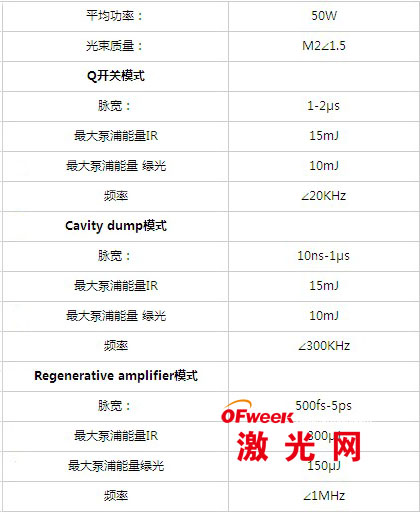 平均功率： 50W
光束质量： M2∠1.5
Q开关模式
脉宽： 1-2μs
最大泵浦能量IR 15mJ
最大泵浦能量 绿光 10mJ
频率 ∠20KHz
Cavity dump模式
脉宽： 10ns-1μs
最大泵浦能量IR 15mJ
最大泵浦能量 绿光 10mJ
频率 ∠300KHz
Regenerative amplifier模式
脉宽： 500fs-5ps
OFweek
最大泵浦能量IR
激光网
最大泵浦能量绿光 150μJ
频率 ∠1MHz